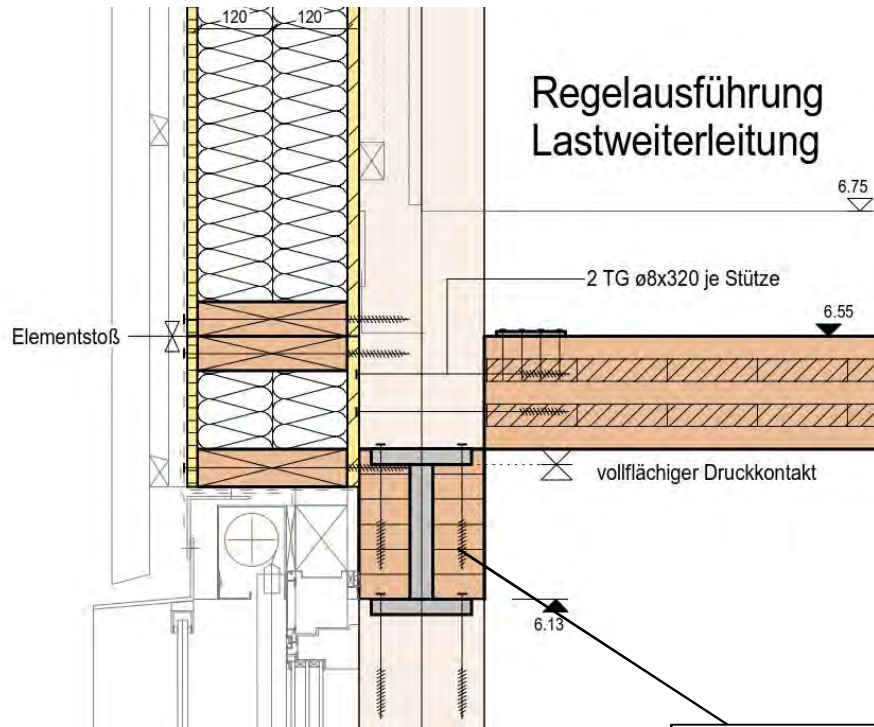 120 120
Regelausführung
Lastweiterleitung
6.75
2 TG ø8x320 je Stütze
6.55
Elementstoß
vollflächiger Druckkontakt
6.13